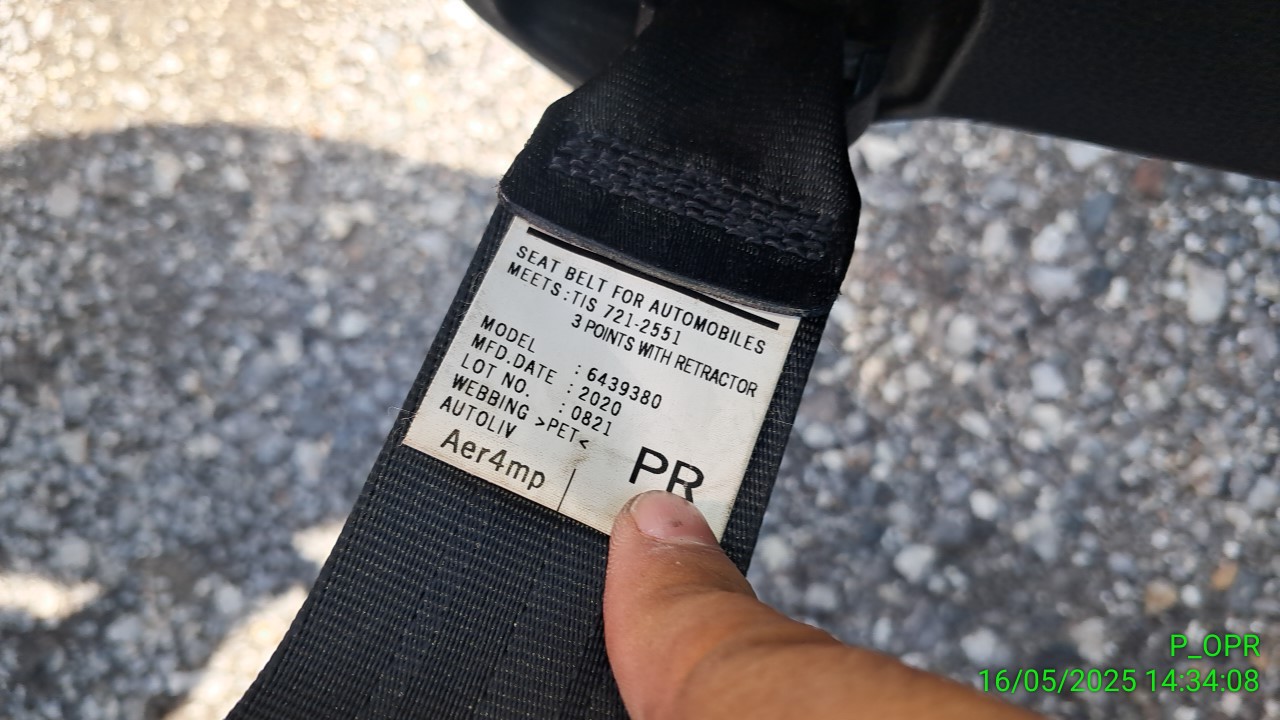 SEAT BELT FOR AUTOMOBILES
MEETS:TIS 721-2551
3 POINTS WITH RETRACTOR
MODEL : 6439380
MFD.DATE : 2020
LOT NO. : 0821
WEBBING >PET<
AUTOLIV
Aer4mp
PR
P_OPR
16/05/2025 14:34:08